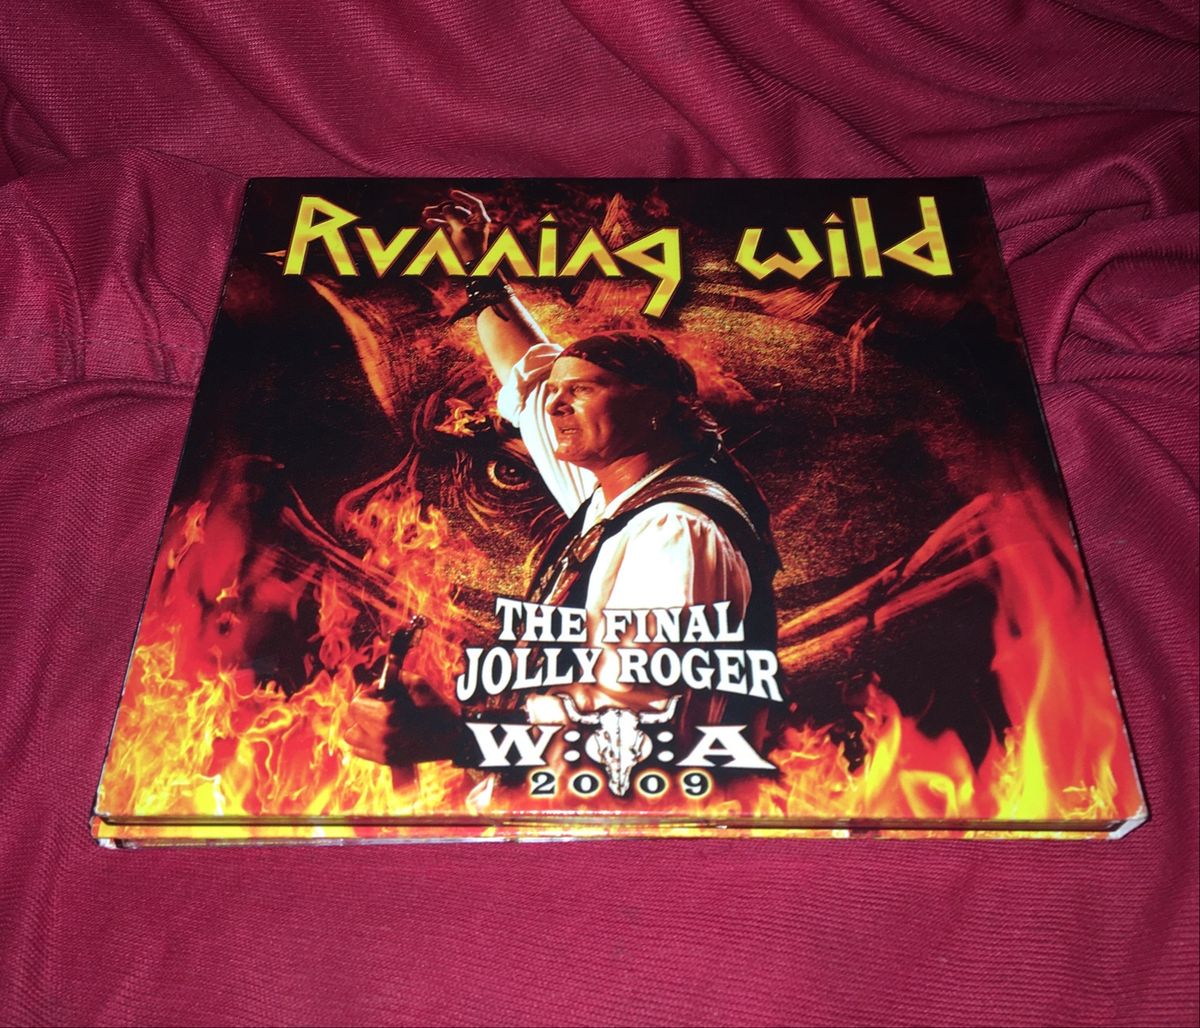 Running Wild
THE FINAL
JOLLY ROGER
W:O:A
2009